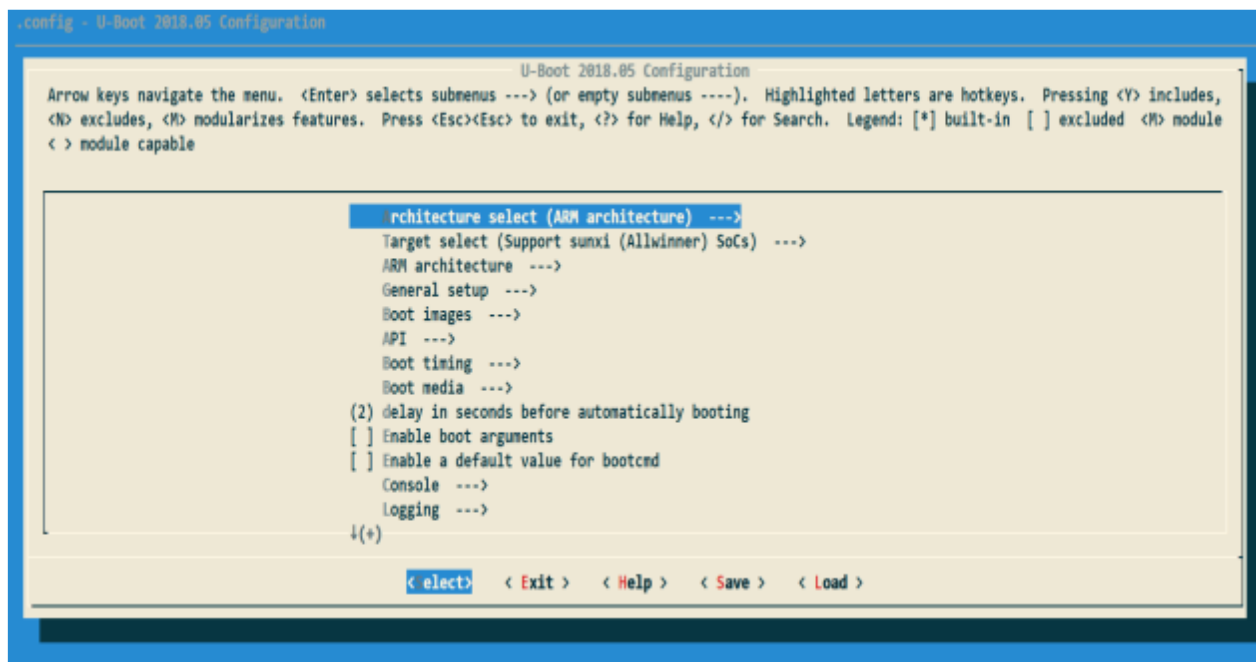 .config - U-Boot 2018.05 Configuration
U-Boot 2018.05 Configuration
Arrow keys navigate the menu.  <Enter> selects submenus ---> (or empty submenus ----).  Highlighted letters are hotkeys.  Pressing <Y> includes,
<N> excludes, <M> modularizes features.  Press <Esc><Esc> to exit, <?> for Help, </> for Search.  Legend: [*] built-in  [ ] excluded  <M> module
< > module capable
Architecture select (ARM architecture)  --->
Target select (Support sunxi (Allwinner) SoCs)  --->
ARM architecture  --->
General setup  --->
Boot images  --->
API  --->
Boot timing  --->
Boot media  --->
(2) delay in seconds before automatically booting
[ ] Enable boot arguments
[ ] Enable a default value for bootcmd
Console  --->
Logging  --->
↓(+)
< elect>    < Exit >    < Help >    < Save >    < Load >